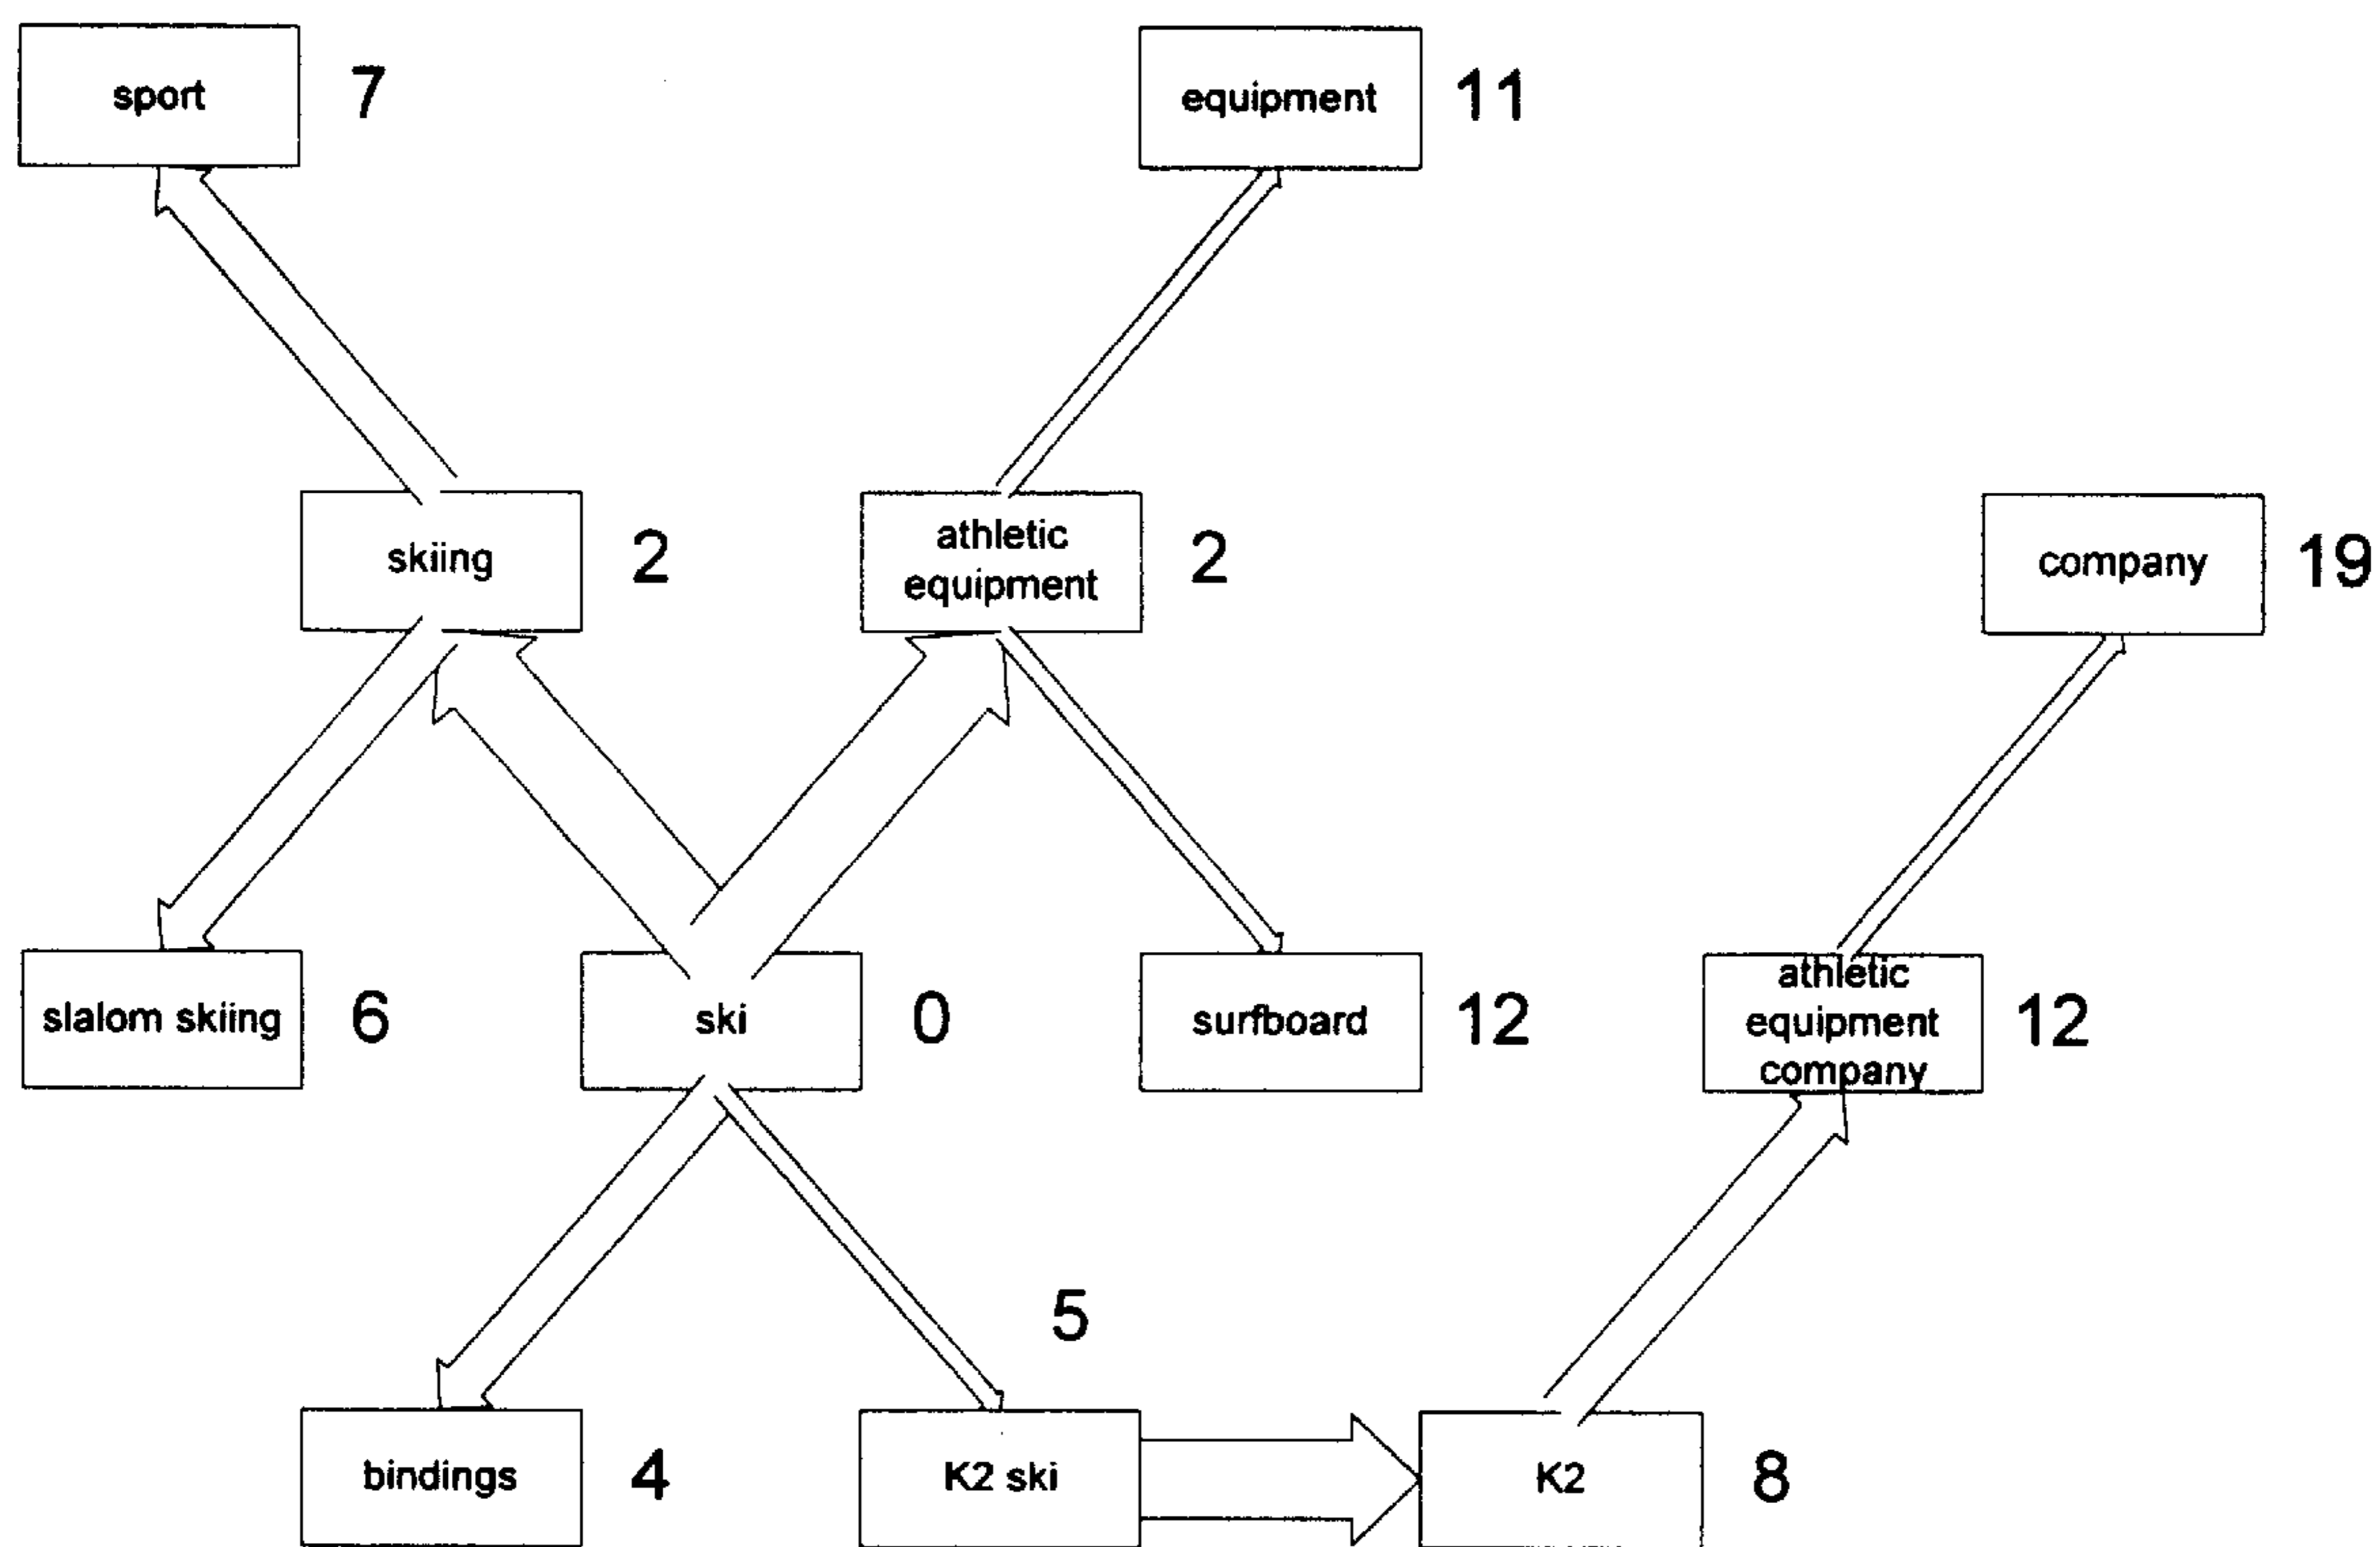 sport
7
equipment
11
skiing
2
athletic
equipment
2
company
19
slalom skiing
6
ski
0
surfboard
12
athletic
equipment
company
12
5
bindings
4
K2 ski
K2
8